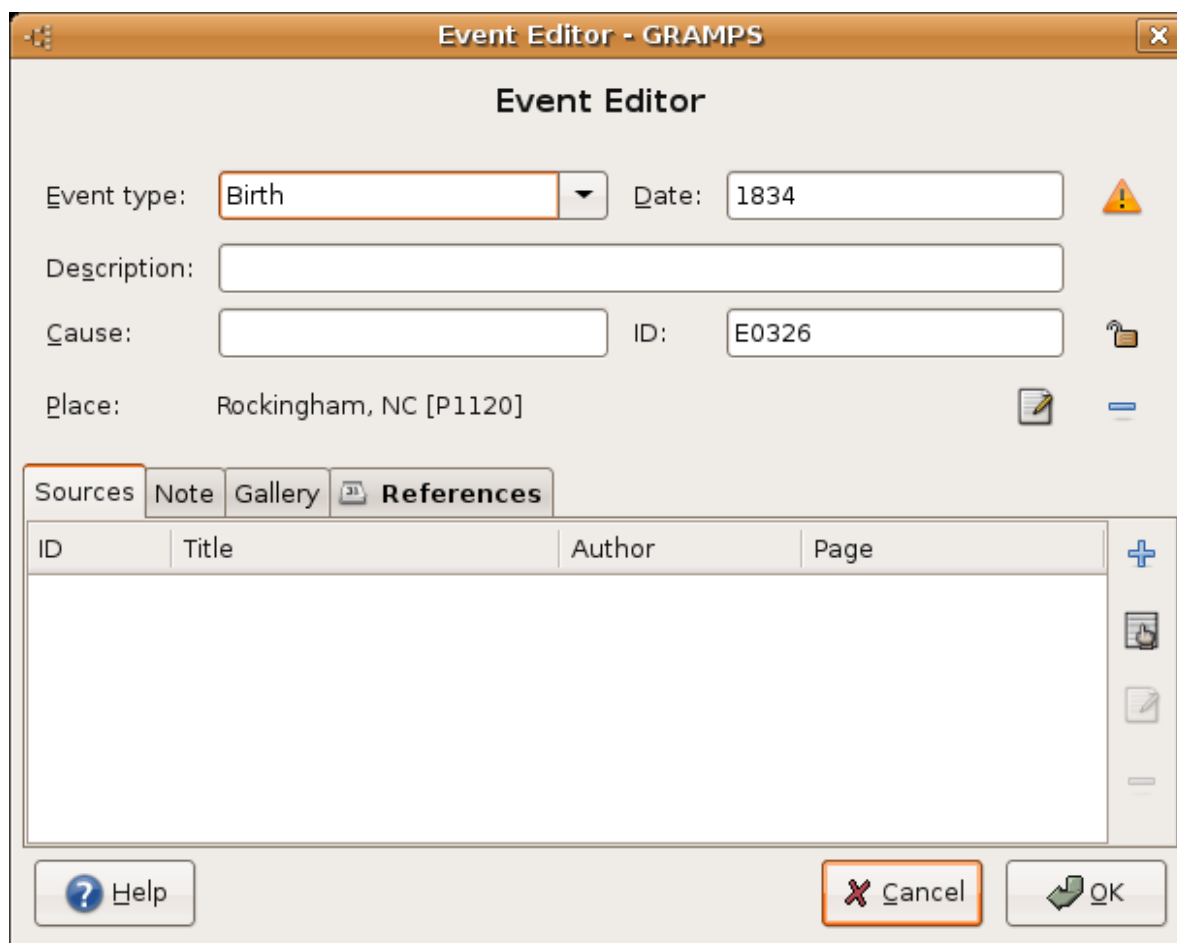 Event Editor - GRAMPS
Event Editor
Event type: Birth Date: 1834
Description:
Cause: ID: E0326
Place: Rockingham, NC [P1120]
Sources Note Gallery 31 References
ID Title Author Page
Help Cancel OK